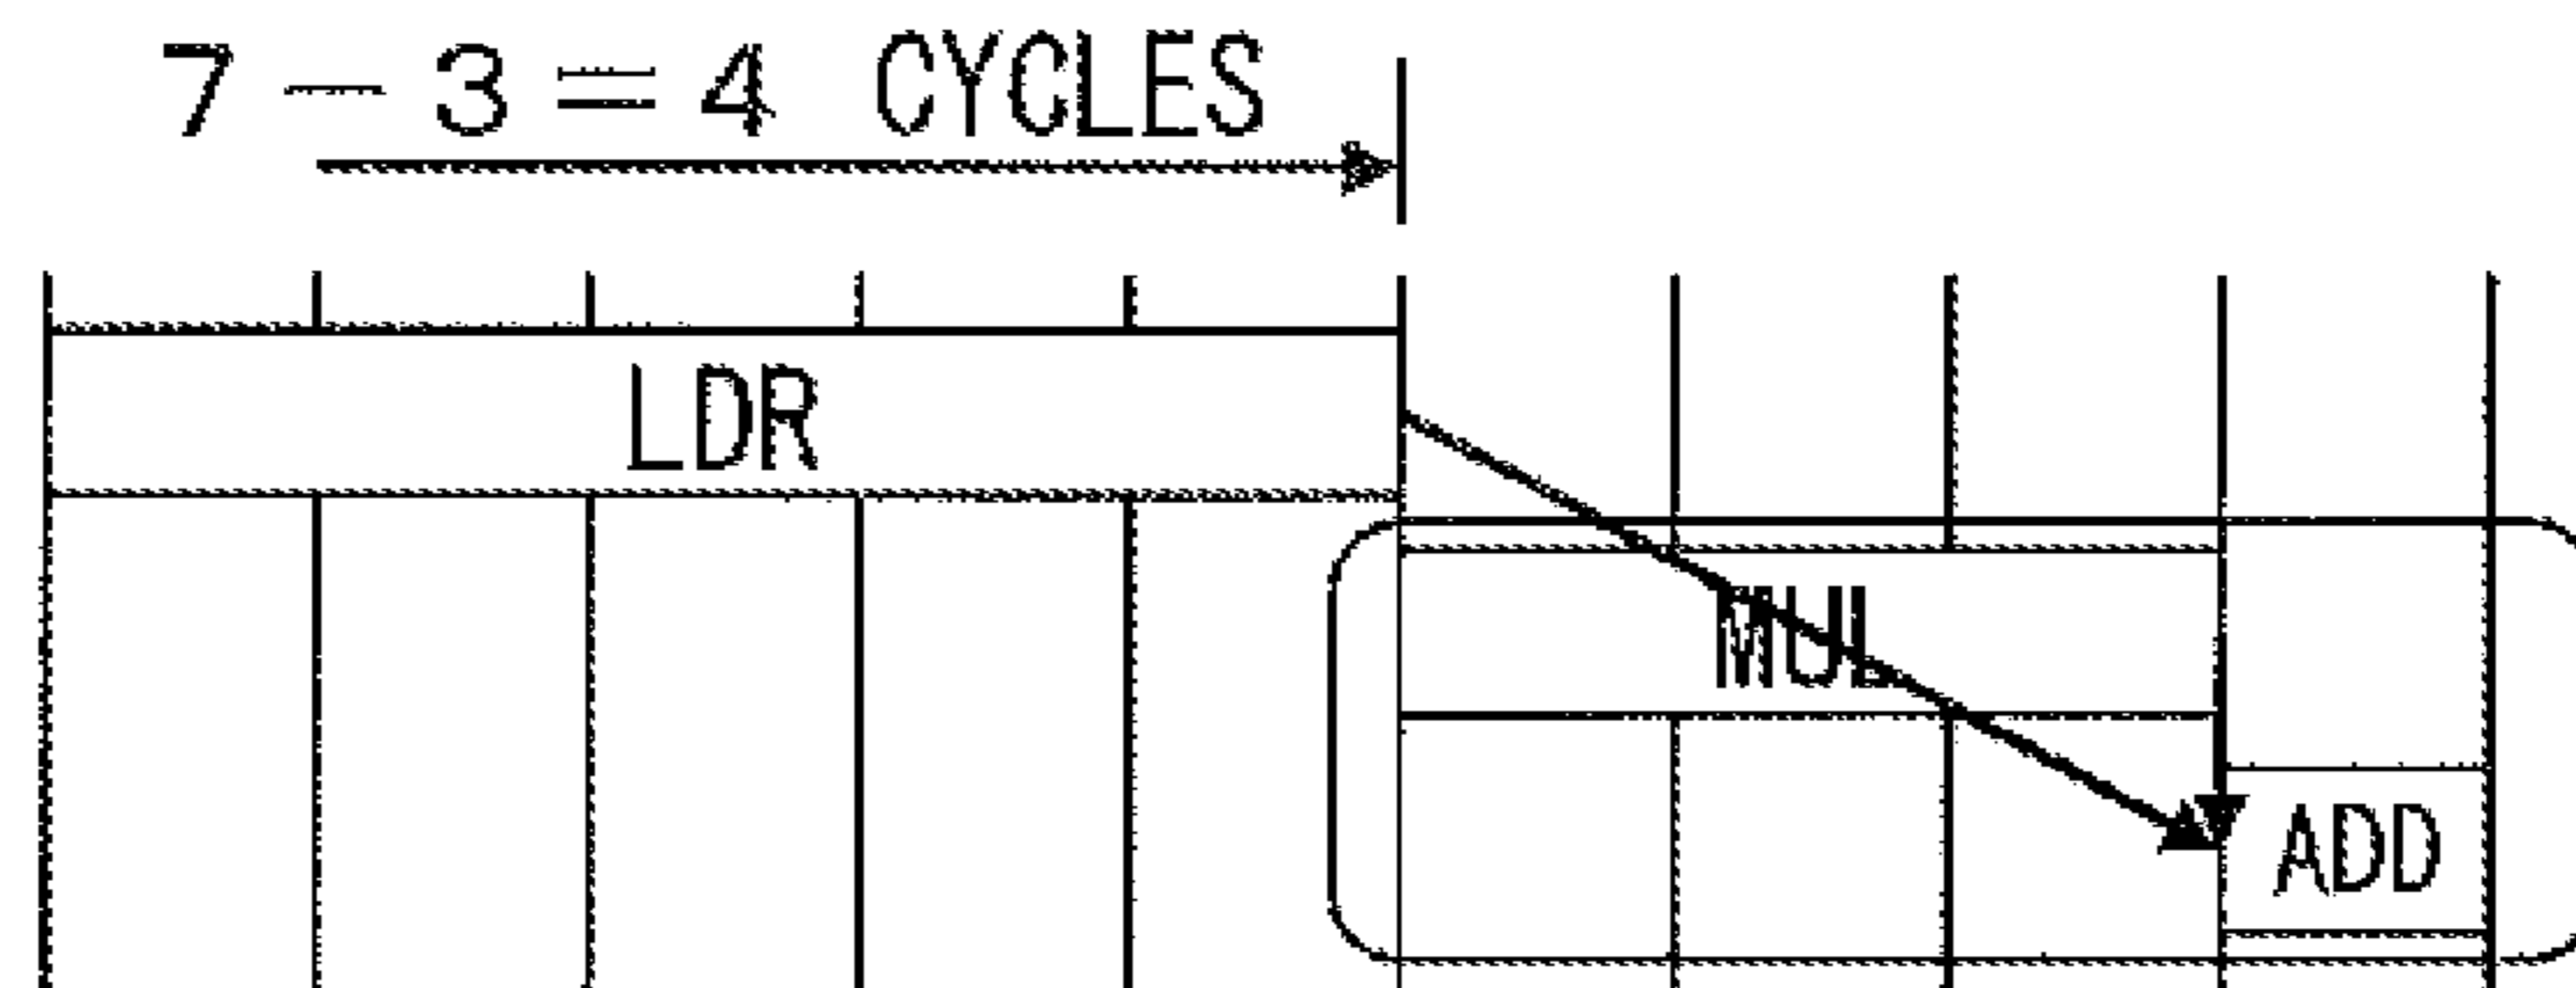 7 − 3 = 4 CYCLES
LDR
MUL
ADD